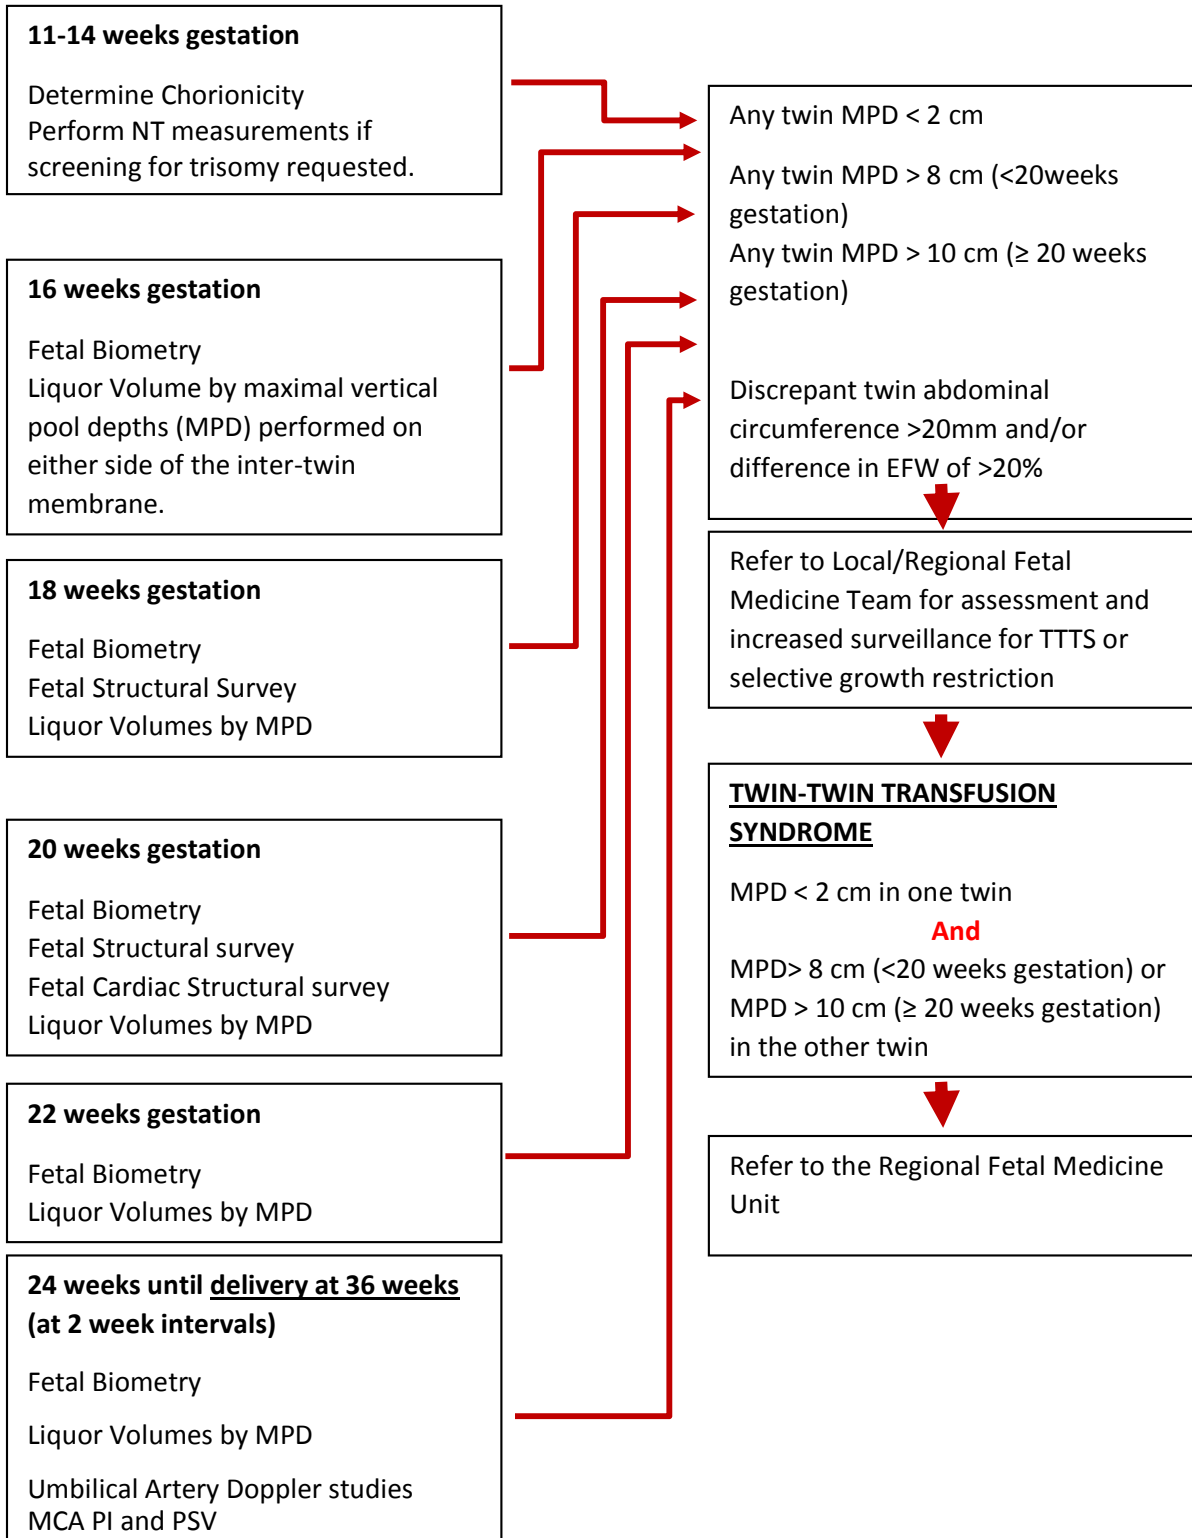 11-14 weeks gestation
Determine Chorionicity
Perform NT measurements if
screening for trisomy requested.
16 weeks gestation
Fetal Biometry
Liquor Volume by maximal vertical
pool depths (MPD) performed on
either side of the inter-twin
membrane.
18 weeks gestation
Fetal Biometry
Fetal Structural Survey
Liquor Volumes by MPD
20 weeks gestation
Fetal Biometry
Fetal Structural survey
Fetal Cardiac Structural survey
Liquor Volumes by MPD
22 weeks gestation
Fetal Biometry
Liquor Volumes by MPD
24 weeks until delivery at 36 weeks
(at 2 week intervals)
Fetal Biometry
Liquor Volumes by MPD
Umbilical Artery Doppler studies
MCA PI and PSV
Any twin MPD < 2 cm
Any twin MPD > 8 cm (<20weeks
gestation)
Any twin MPD > 10 cm (≥ 20 weeks
gestation)
Discrepant twin abdominal
circumference >20mm and/or
difference in EFW of >20%
Refer to Local/Regional Fetal
Medicine Team for assessment and
increased surveillance for TTTS or
selective growth restriction
TWIN-TWIN TRANSFUSION
SYNDROME
MPD < 2 cm in one twin
And
MPD> 8 cm (<20 weeks gestation) or
MPD > 10 cm (≥ 20 weeks gestation)
in the other twin
Refer to the Regional Fetal Medicine
Unit